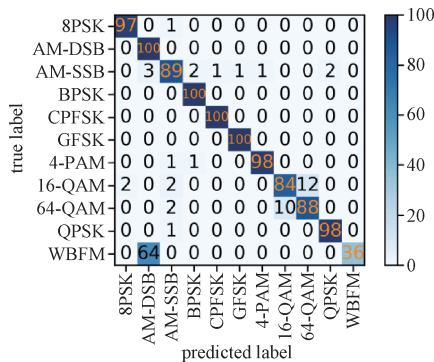 true label
8PSK 97 0 1 0 0 0 0 0 0 0 0
AM-DSB 0 100 0 0 0 0 0 0 0 0 0
AM-SSB 0 3 89 2 1 1 1 0 0 2 0
BPSK 0 0 0 100 0 0 0 0 0 0 0
CPFSK 0 0 0 0 100 0 0 0 0 0 0
GFSK 0 0 0 0 0 100 0 0 0 0 0
4-PAM 0 0 1 1 0 0 98 0 0 0 0
16-QAM 2 0 2 0 0 0 0 84 12 0 0
64-QAM 0 0 2 0 0 0 0 10 88 0 0
QPSK 0 0 1 0 0 0 0 0 0 98 0
WBFM 0 64 0 0 0 0 0 0 0 0 36
8PSK AM-DSB AM-SSB BPSK CPFSK GFSK 4-PAM 16-QAM 64-QAM QPSK WBFM
predicted label
100
80
60
40
20
0